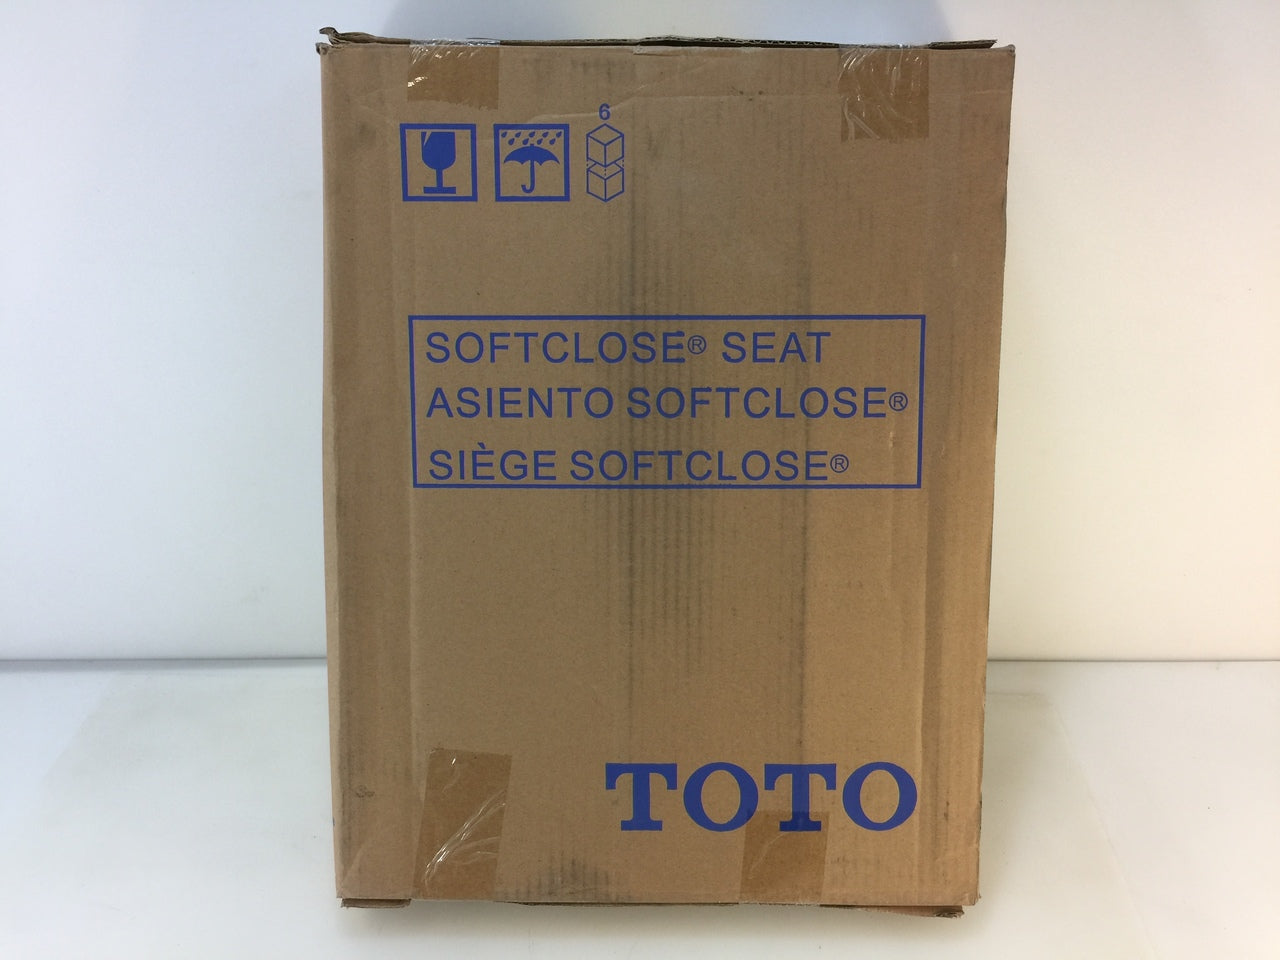 6
SOFTCLOSE® SEAT
ASIENTO SOFTCLOSE®
SIÈGE SOFTCLOSE®
TOTO